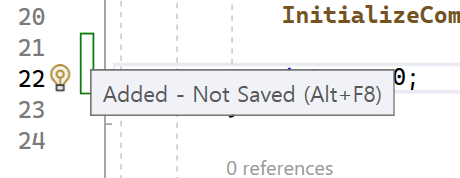 20 InitializeCom
21
22 0;
Added - Not Saved (Alt+F8)
23
24
0 references